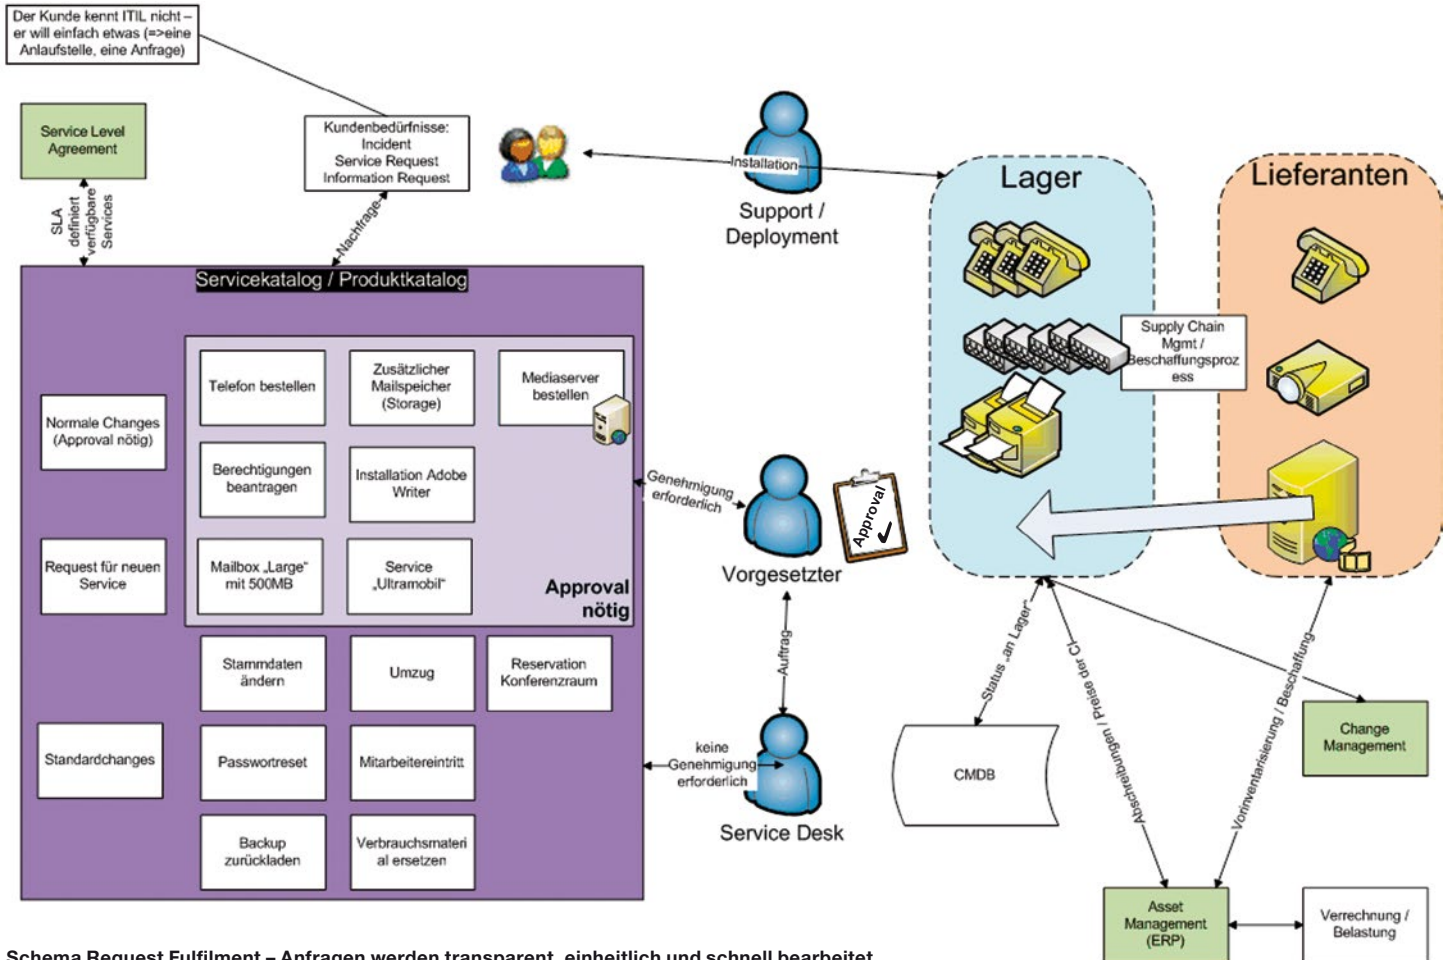 Der Kunde kennt ITIL nicht –
er will einfach etwas (=>eine
Anlaufstelle, eine Anfrage)
Service Level
Agreement
Kundenbedürfnisse:
Incident
Service Request
Information Request
Installation
Support /
Deployment
Lager
Lieferanten
SLA
definiert
verfügbare
Services
Nachfrage
Servicekatalog / Produktkatalog
Supply Chain
Mgmt /
Beschaffungsproz
ess
Normale Changes
(Approval nötig)
Telefon bestellen
Zusätzlicher
Mailspeicher
(Storage)
Mediaserver
bestellen
Berechtigungen
beantragen
Installation Adobe
Writer
Genehmigung
erforderlich
Approval
Vorgesetzter
Request für neuen
Service
Mailbox „Large“
mit 500MB
Service
„Ultramobil“
Approval
nötig
Stammdaten
ändern
Umzug
Reservation
Konferenzraum
Auftrag
Standardchanges
Passwortreset
Mitarbeitereintritt
keine
Genehmigung
erforderlich
Service Desk
Backup
zurückladen
Verbrauchsmateri
al ersetzen
Status „an Lager“
Abschreibungen / Preise der CI
Vorinventarisierung / Beschaffung
CMDB
Change
Management
Asset
Management
(ERP)
Verrechnung /
Belastung
Schema Request Fulfilment – Anfragen werden transparent, einheitlich und schnell bearbeitet